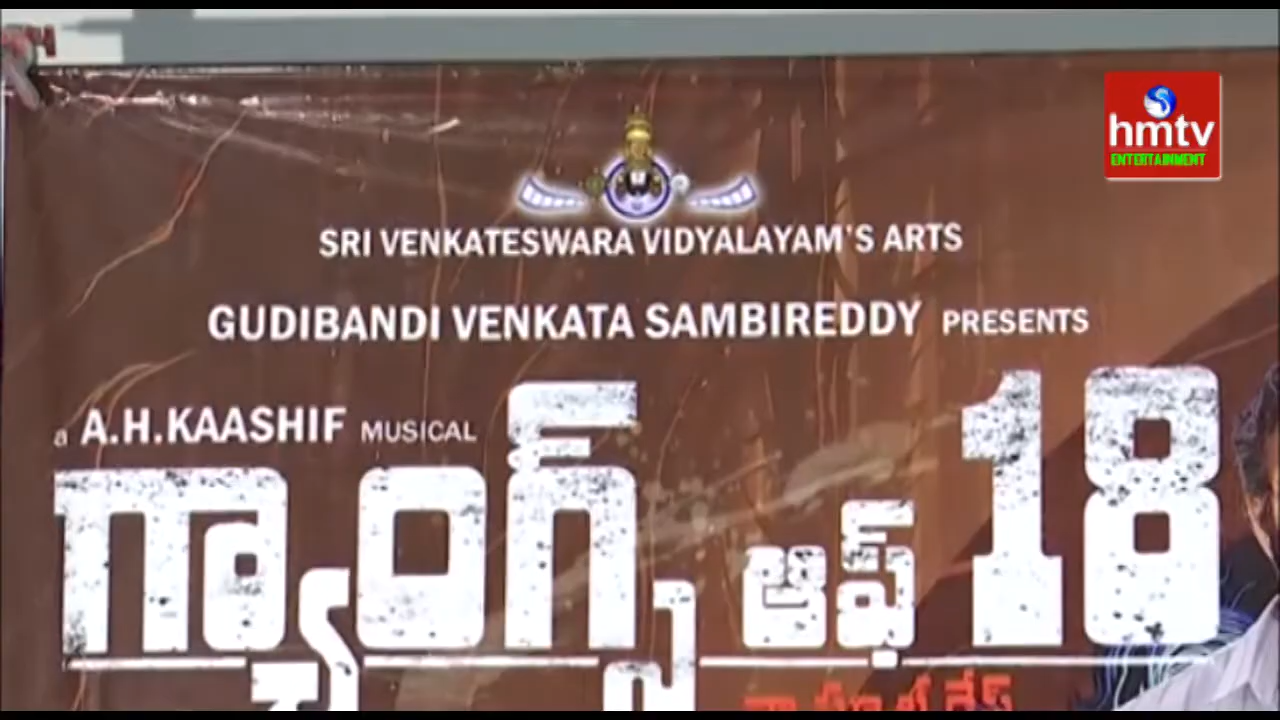 hmtv
ENTERTAINMENT
SRI VENKATESWARA VIDYALAYAM'S ARTS
GUDIBANDI VENKATA SAMBIREDDY PRESENTS
a A.H.KAASHIF MUSICAL
గ్యాంగ్స్ ఆఫ్ 18